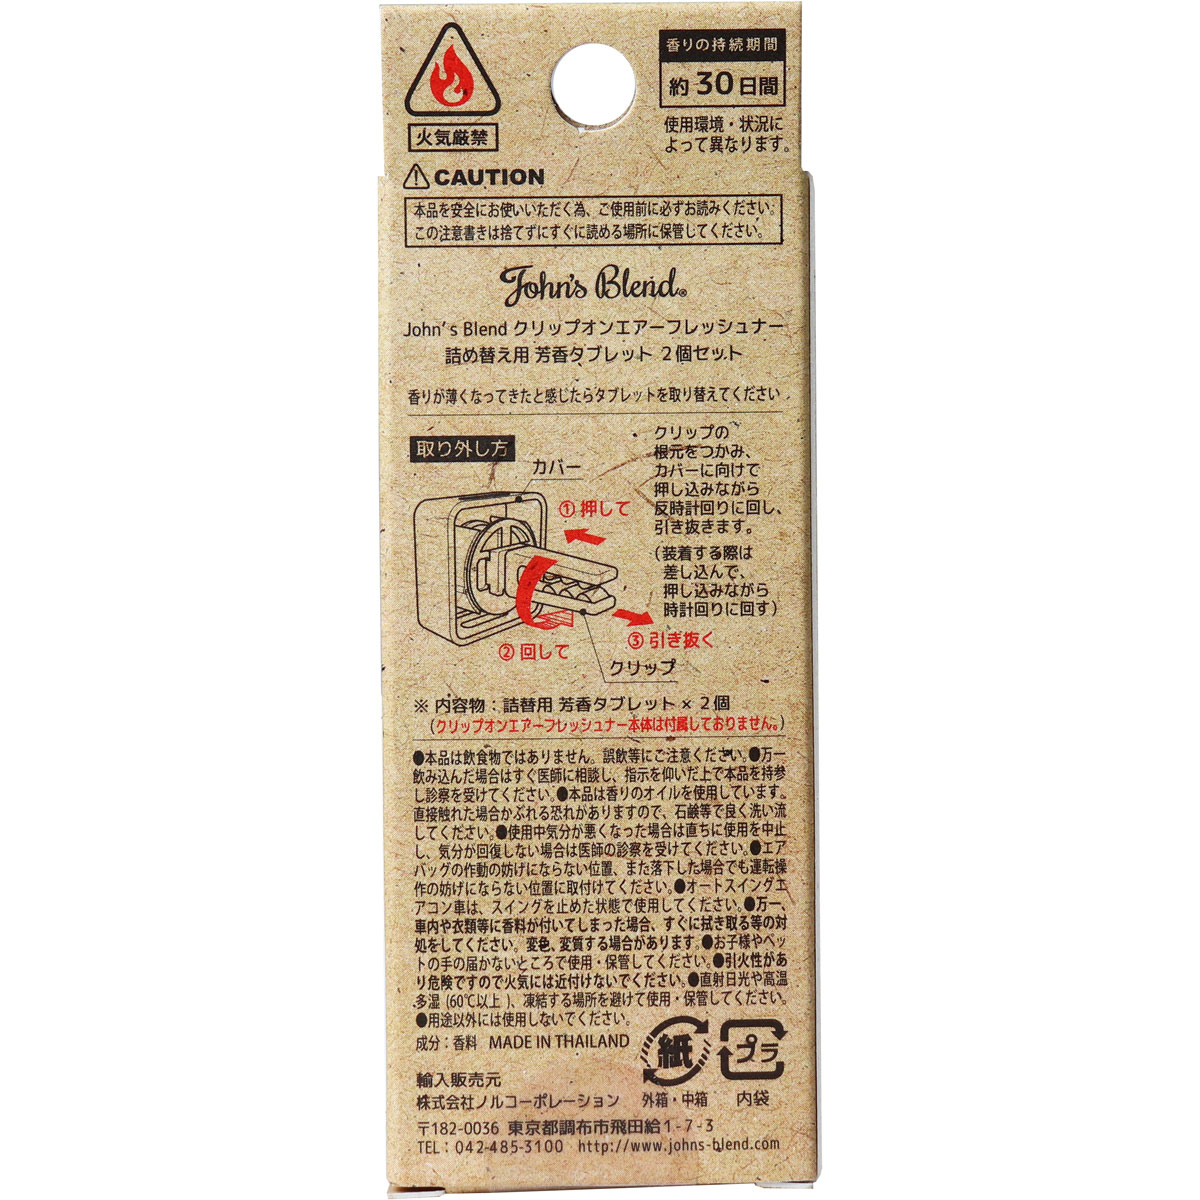 香りの持続期間
約30日間
使用環境・状況に
よって異なります。
火気厳禁
CAUTION
本品を安全にお使いいただく為、ご使用前に必ずお読みください。
この注意書きは捨てずにすぐに読める場所に保管してください。
John's Blend®
John's Blend クリップオンエアーフレッシュナー
詰め替え用 芳香タブレット 2個セット
香りが薄くなってきたと感じたらタブレットを取り替えてください
取り外し方
カバー
①押して
②回して
③引き抜く
クリップ
クリップの
根元をつかみ、
カバーに向けて
押し込みながら
反時計回りに回し、
引き抜きます。
(装着する際は
差し込んで、
押し込みながら
時計回りに回す)
※ 内容物：詰替用 芳香タブレット × 2個
(クリップオンエアーフレッシュナー本体は付属しておりません。)
●本品は飲食物ではありません。誤飲等にご注意ください。●万一
飲み込んだ場合はすぐ医師に相談し、指示を仰いだ上で本品を持参
し診察を受けてください。●本品は香りのオイルを使用しています。
直接触れた場合かぶれる恐れがありますので、石鹸等で良く洗い流
してください。●使用中気分が悪くなった場合は直ちに使用を中止
し、気分が回復しない場合は医師の診察を受けてください。●エア
バッグの作動の妨げにならない位置、また落下した場合でも運転操
作の妨げにならない位置に取付けてください。●オートスイングエ
アコン車は、スイングを止めた状態で使用してください。●万一、
車内や衣類等に香料が付いてしまった場合、すぐに拭き取る等の対
処をしてください。変色、変質する場合があります。●お子様やペッ
トの手の届かないところで使用・保管してください。●引火性があ
り危険ですので火気には近付けないでください。●直射日光や高温
多湿(60℃以上)、凍結する場所を避けて使用・保管してください。
●用途以外には使用しないでください。
成分：香料 MADE IN THAILAND
紙
外箱・中箱
プラ
内袋
輸入販売元
株式会社ノルコーポレーション
〒182-0036 東京都調布市飛田給1-7-3
TEL：042-485-3100 http://www.johns-blend.com